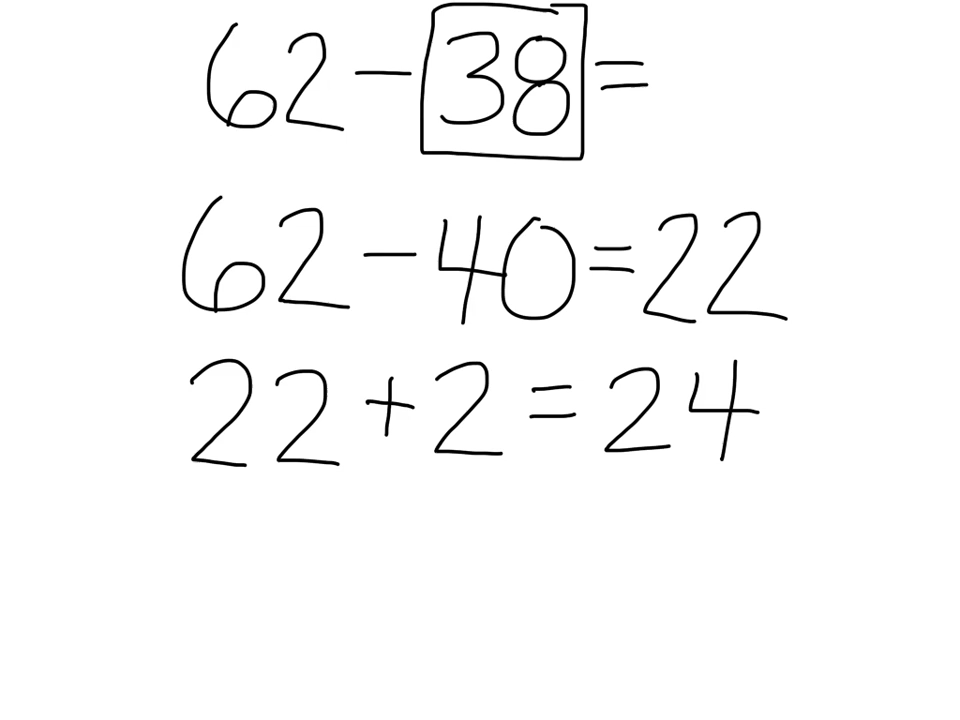 62 - 38 =
62 - 40 = 22
22 + 2 = 24